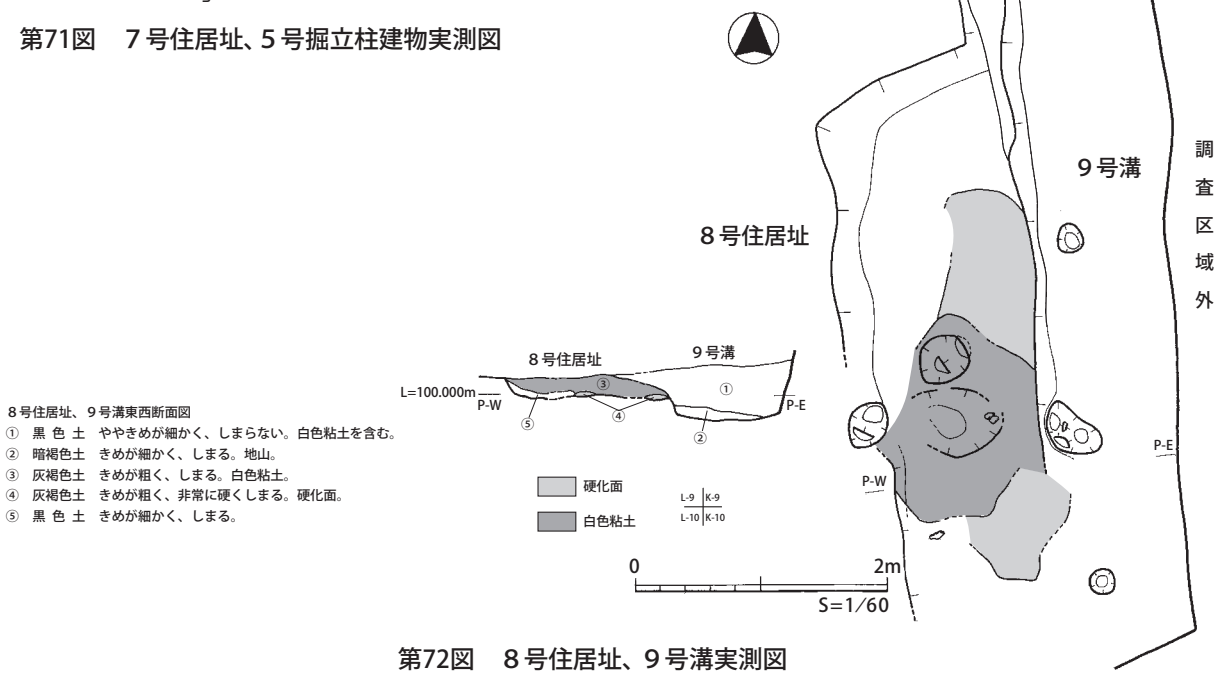 第71図　７号住居址、５号掘立柱建物実測図
９号溝
調査区域外
８号住居址
８号住居址
９号溝
①
③
L=100.000m
P-W
P-E
⑤
④
②
８号住居址、９号溝東西断面図
① 黒 色 土　ややきめが細かく、しまらない。白色粘土を含む。
② 暗褐色土　きめが細かく、しまる。地山。
③ 灰褐色土　きめが粗く、しまる。白色粘土。
④ 灰褐色土　きめが粗く、非常に硬くしまる。硬化面。
⑤ 黒 色 土　きめが細かく、しまる。
P-E
P-W
硬化面
白色粘土
L-9 K-9
L-10 K-10
0 2m
S=1/60
第72図　８号住居址、９号溝実測図